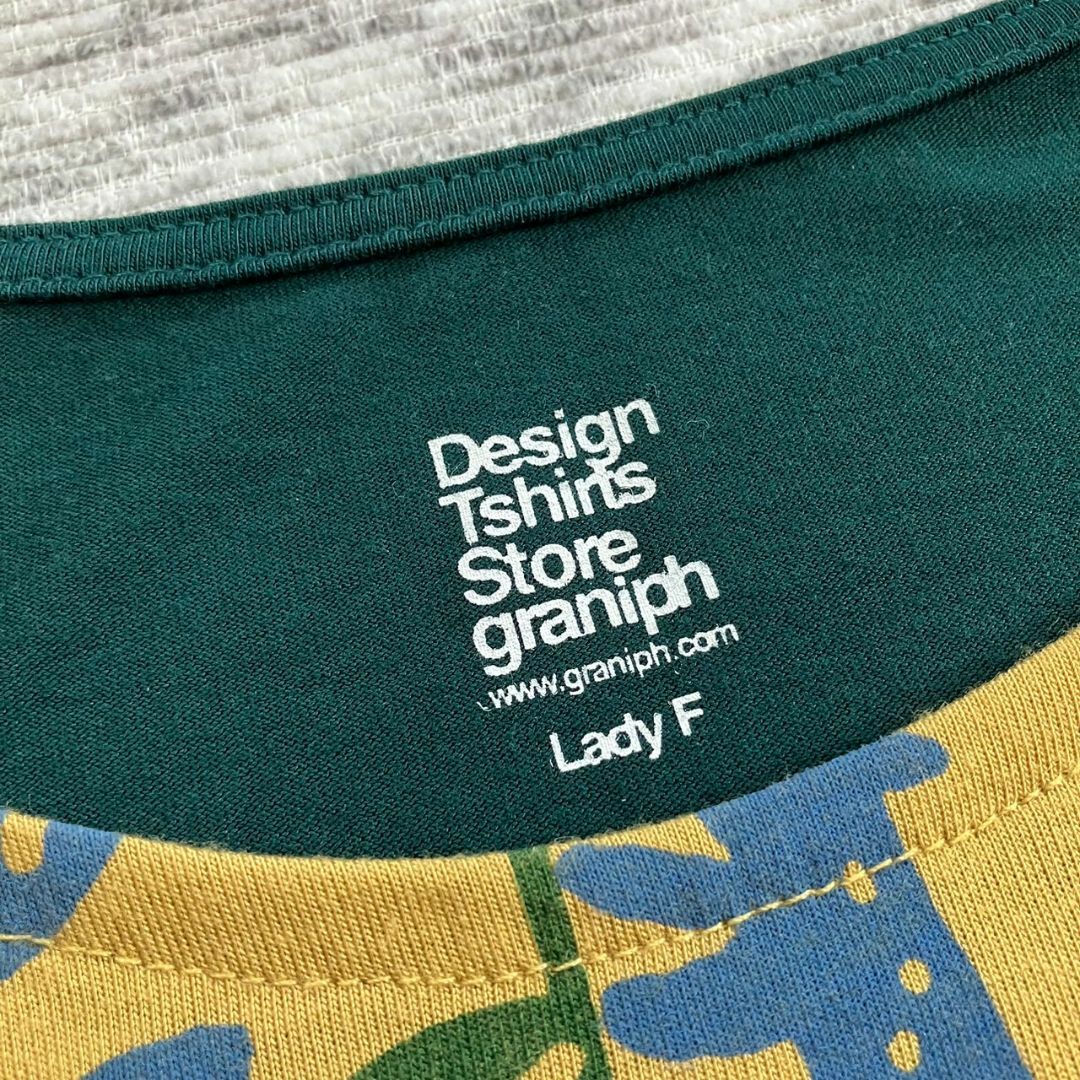 Design
Tshirts
Store
graniph
www.graniph.com
Lady F